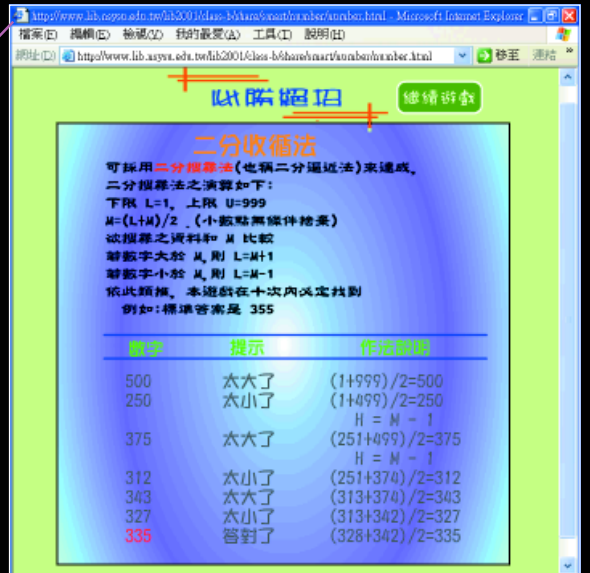 http://www.lib.nsysu.edu.tw/lib2001/class-b/share/smart/number/number.html - Microsoft Internet Explorer
檔案(F) 編輯(E) 檢視(V) 我的最愛(A) 工具(T) 說明(H)
網址(D) http://www.lib.nsysu.edu.tw/lib2001/class-b/share/smart/number/number.html 移至 連結 »
必勝絕招 繼續遊戲
二分收循法
可採用二分搜尋法(也稱二分逼近法)來達成,
二分搜尋法之演算如下:
下限 L=1, 上限 U=999
M=(L+M)/2 (小數點無條件捨棄)
欲搜尋之資料和 M 比較
若數字大於 M,則 L=M+1
若數字小於 M,則 L=M-1
依此類推, 本遊戲在十次內必定找到
例如:標準答案是 355
數字 提示 作法說明
500 太大了 (1+999)/2=500
250 太小了 (1+499)/2=250
H = M - 1
375 太大了 (251+499)/2=375
H = M - 1
312 太小了 (251+374)/2=312
343 太大了 (313+374)/2=343
327 太小了 (313+342)/2=327
335 答對了 (328+342)/2=335